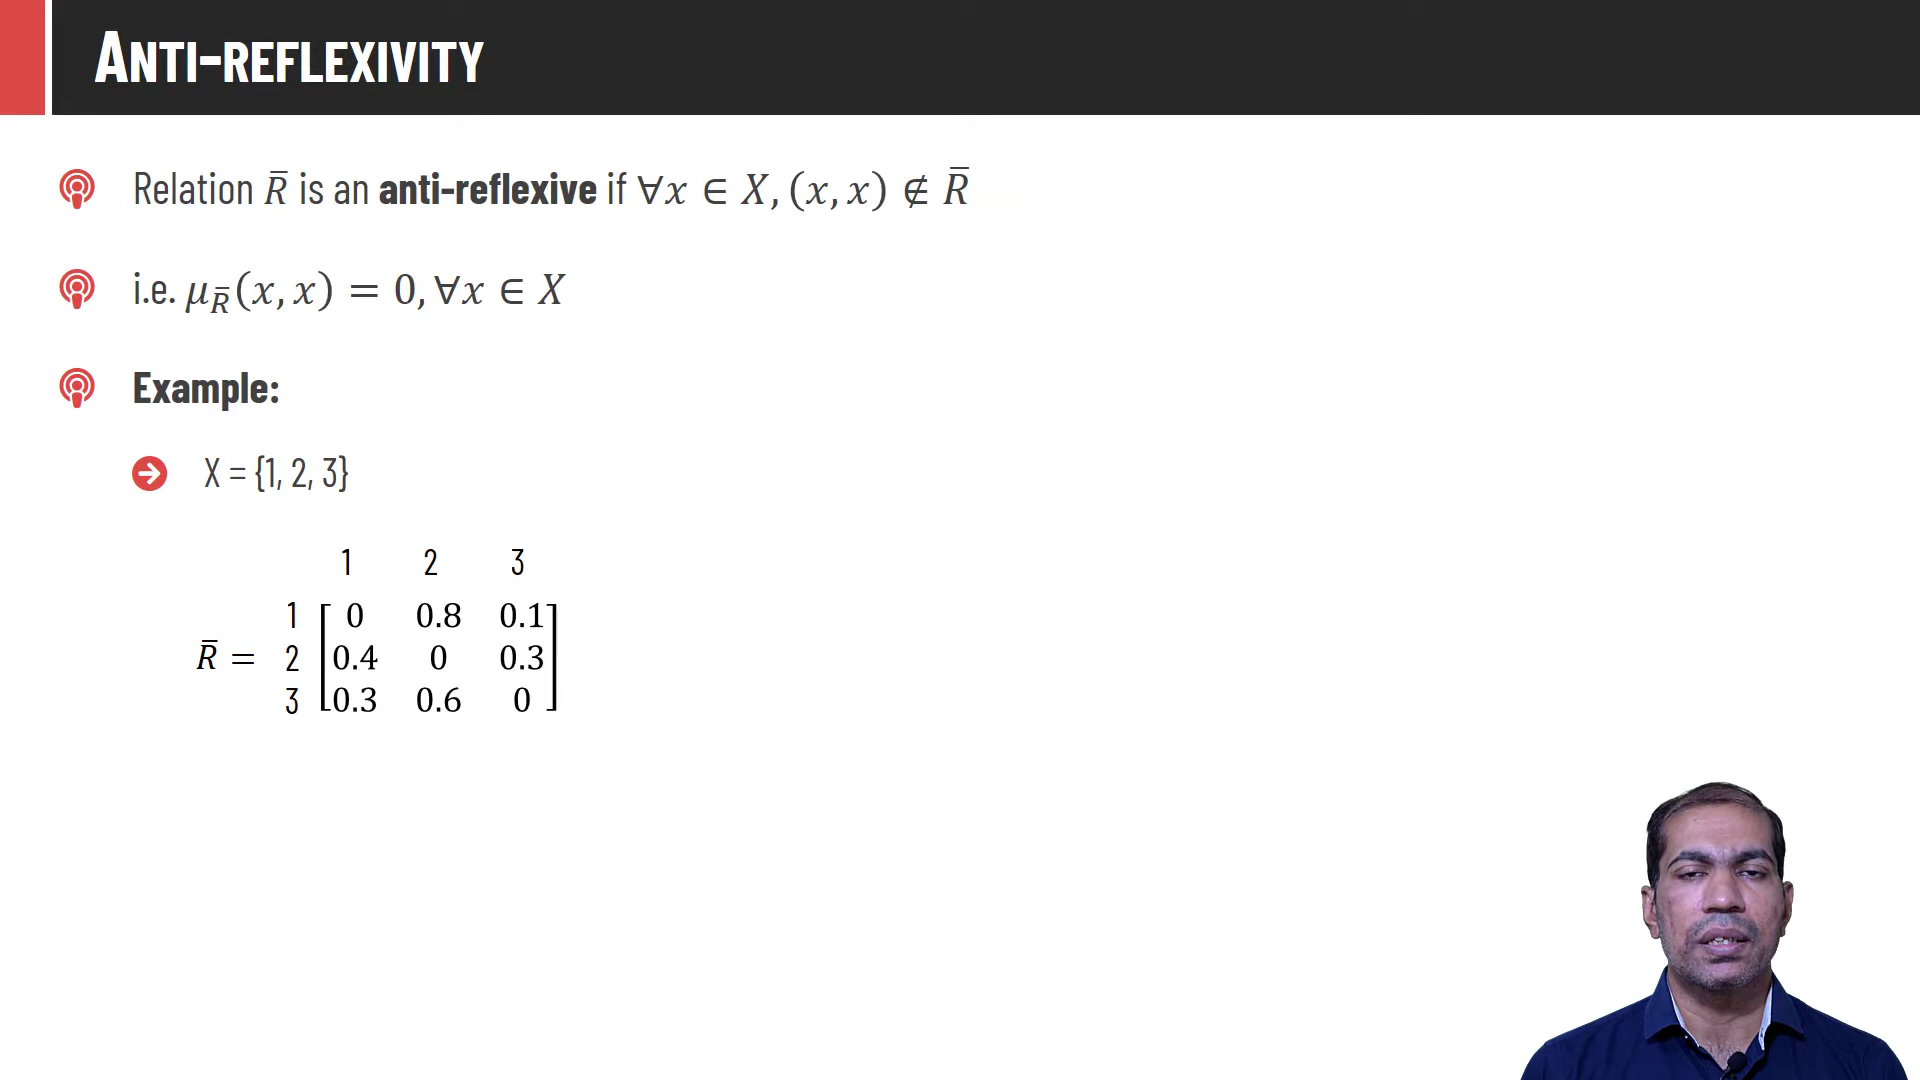 ANTI-REFLEXIVITY
Relation R̅ is an anti-reflexive if ∀x ∈ X, (x, x) ∉ R̅
i.e. μ_R̅(x, x) = 0, ∀x ∈ X
Example:
X = {1, 2, 3}
1 2 3
1 0 0.8 0.1
R̅ = 2 0.4 0 0.3
3 0.3 0.6 0